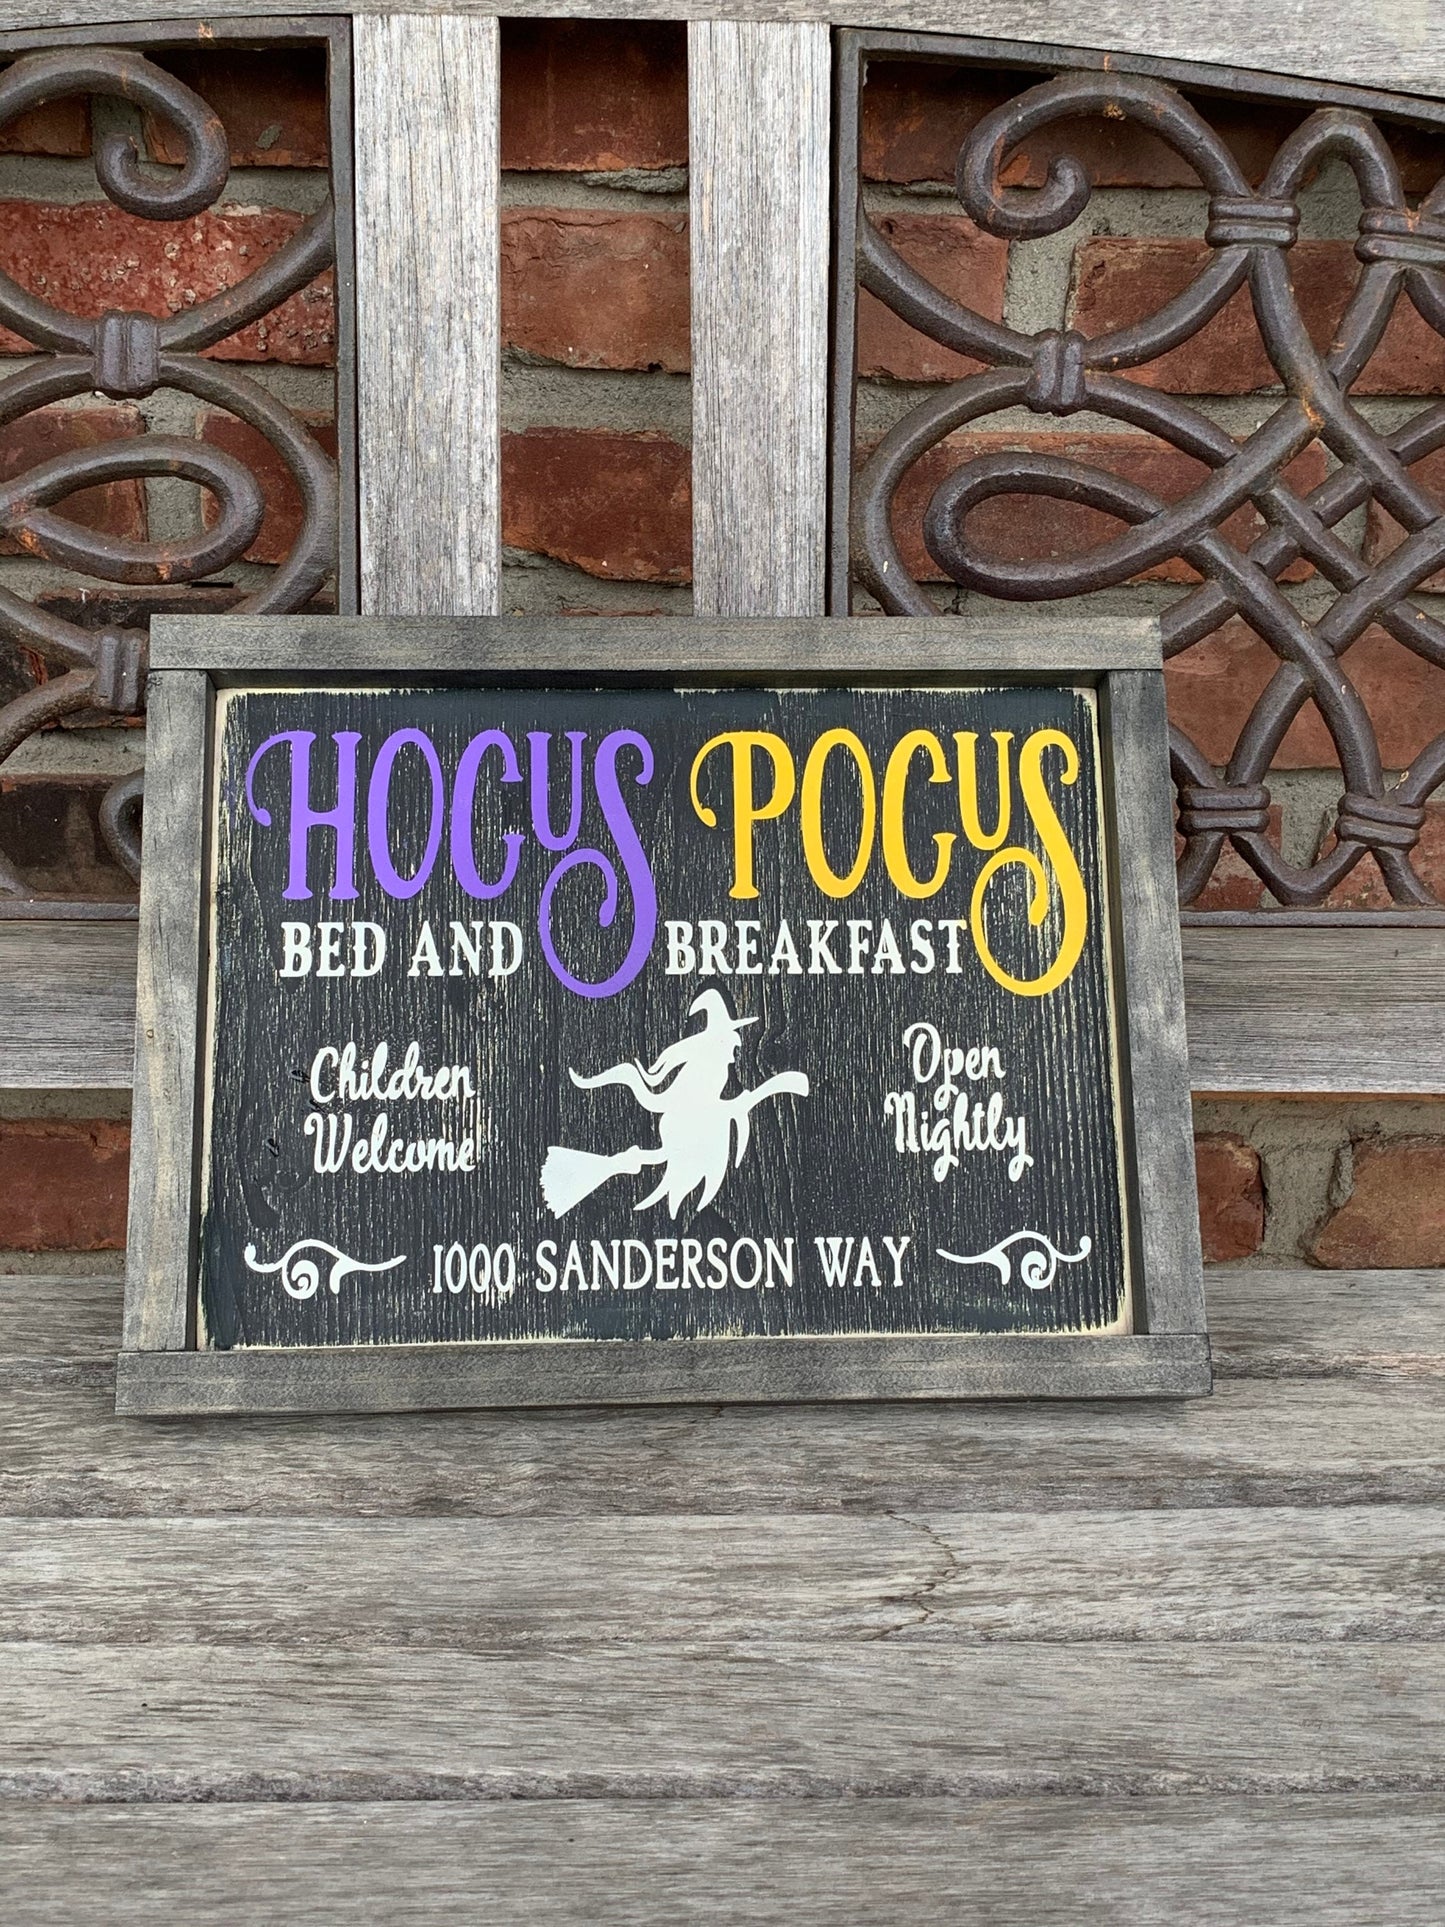 HOCUS POCUS
BED AND BREAKFAST
Children
Welcome
Open
Nightly
1000 SANDERSON WAY